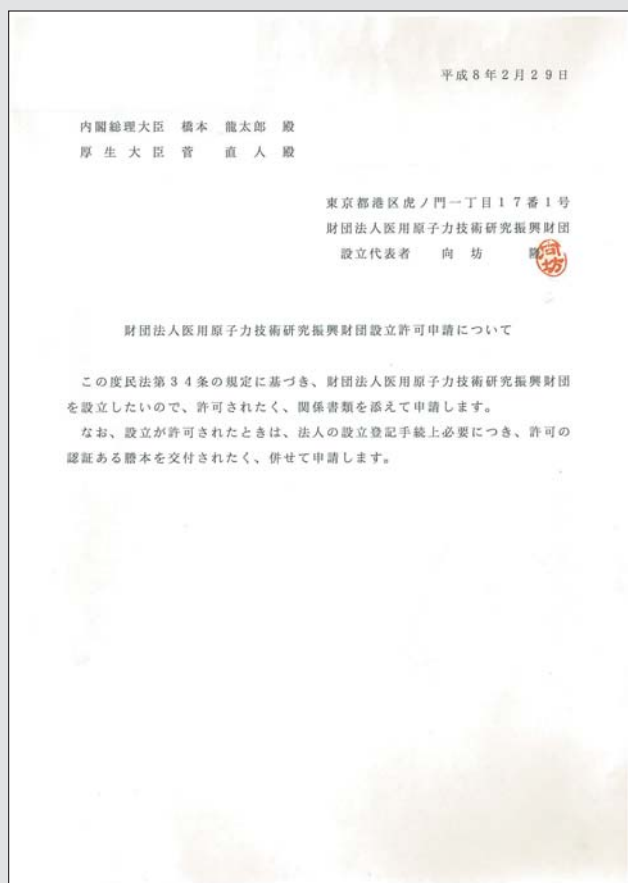 平成8年2月29日
内閣総理大臣 橋本 龍太郎 殿
厚生大臣 菅 直人 殿
東京都港区虎ノ門一丁目17番1号
財団法人医用原子力技術研究振興財団
設立代表者 向坊 隆
向坊
財団法人医用原子力技術研究振興財団設立許可申請について
この度民法第34条の規定に基づき、財団法人医用原子力技術研究振興財団
を設立したいので、許可されたく、関係書類を添えて申請します。
なお、設立が許可されたときは、法人の設立登記手続上必要につき、許可の
認証ある謄本を交付されたく、併せて申請します。